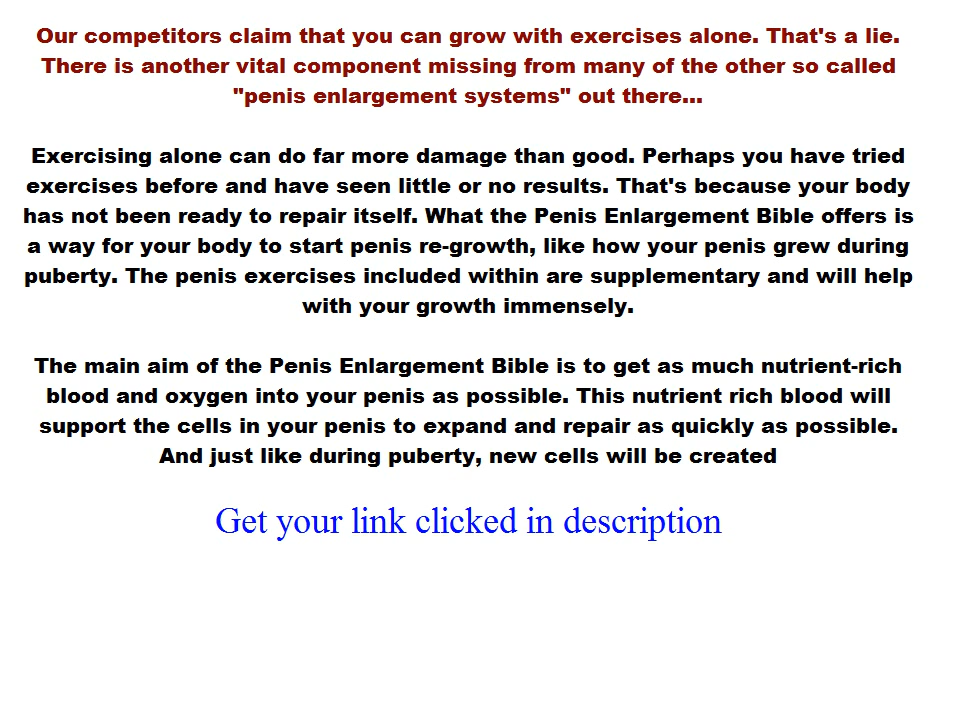 Our competitors claim that you can grow with exercises alone. That's a lie.
There is another vital component missing from many of the other so called
"penis enlargement systems" out there...
Exercising alone can do far more damage than good. Perhaps you have tried
exercises before and have seen little or no results. That's because your body
has not been ready to repair itself. What the Penis Enlargement Bible offers is
a way for your body to start penis re-growth, like how your penis grew during
puberty. The penis exercises included within are supplementary and will help
with your growth immensely.
The main aim of the Penis Enlargement Bible is to get as much nutrient-rich
blood and oxygen into your penis as possible. This nutrient rich blood will
support the cells in your penis to expand and repair as quickly as possible.
And just like during puberty, new cells will be created
Get your link clicked in description